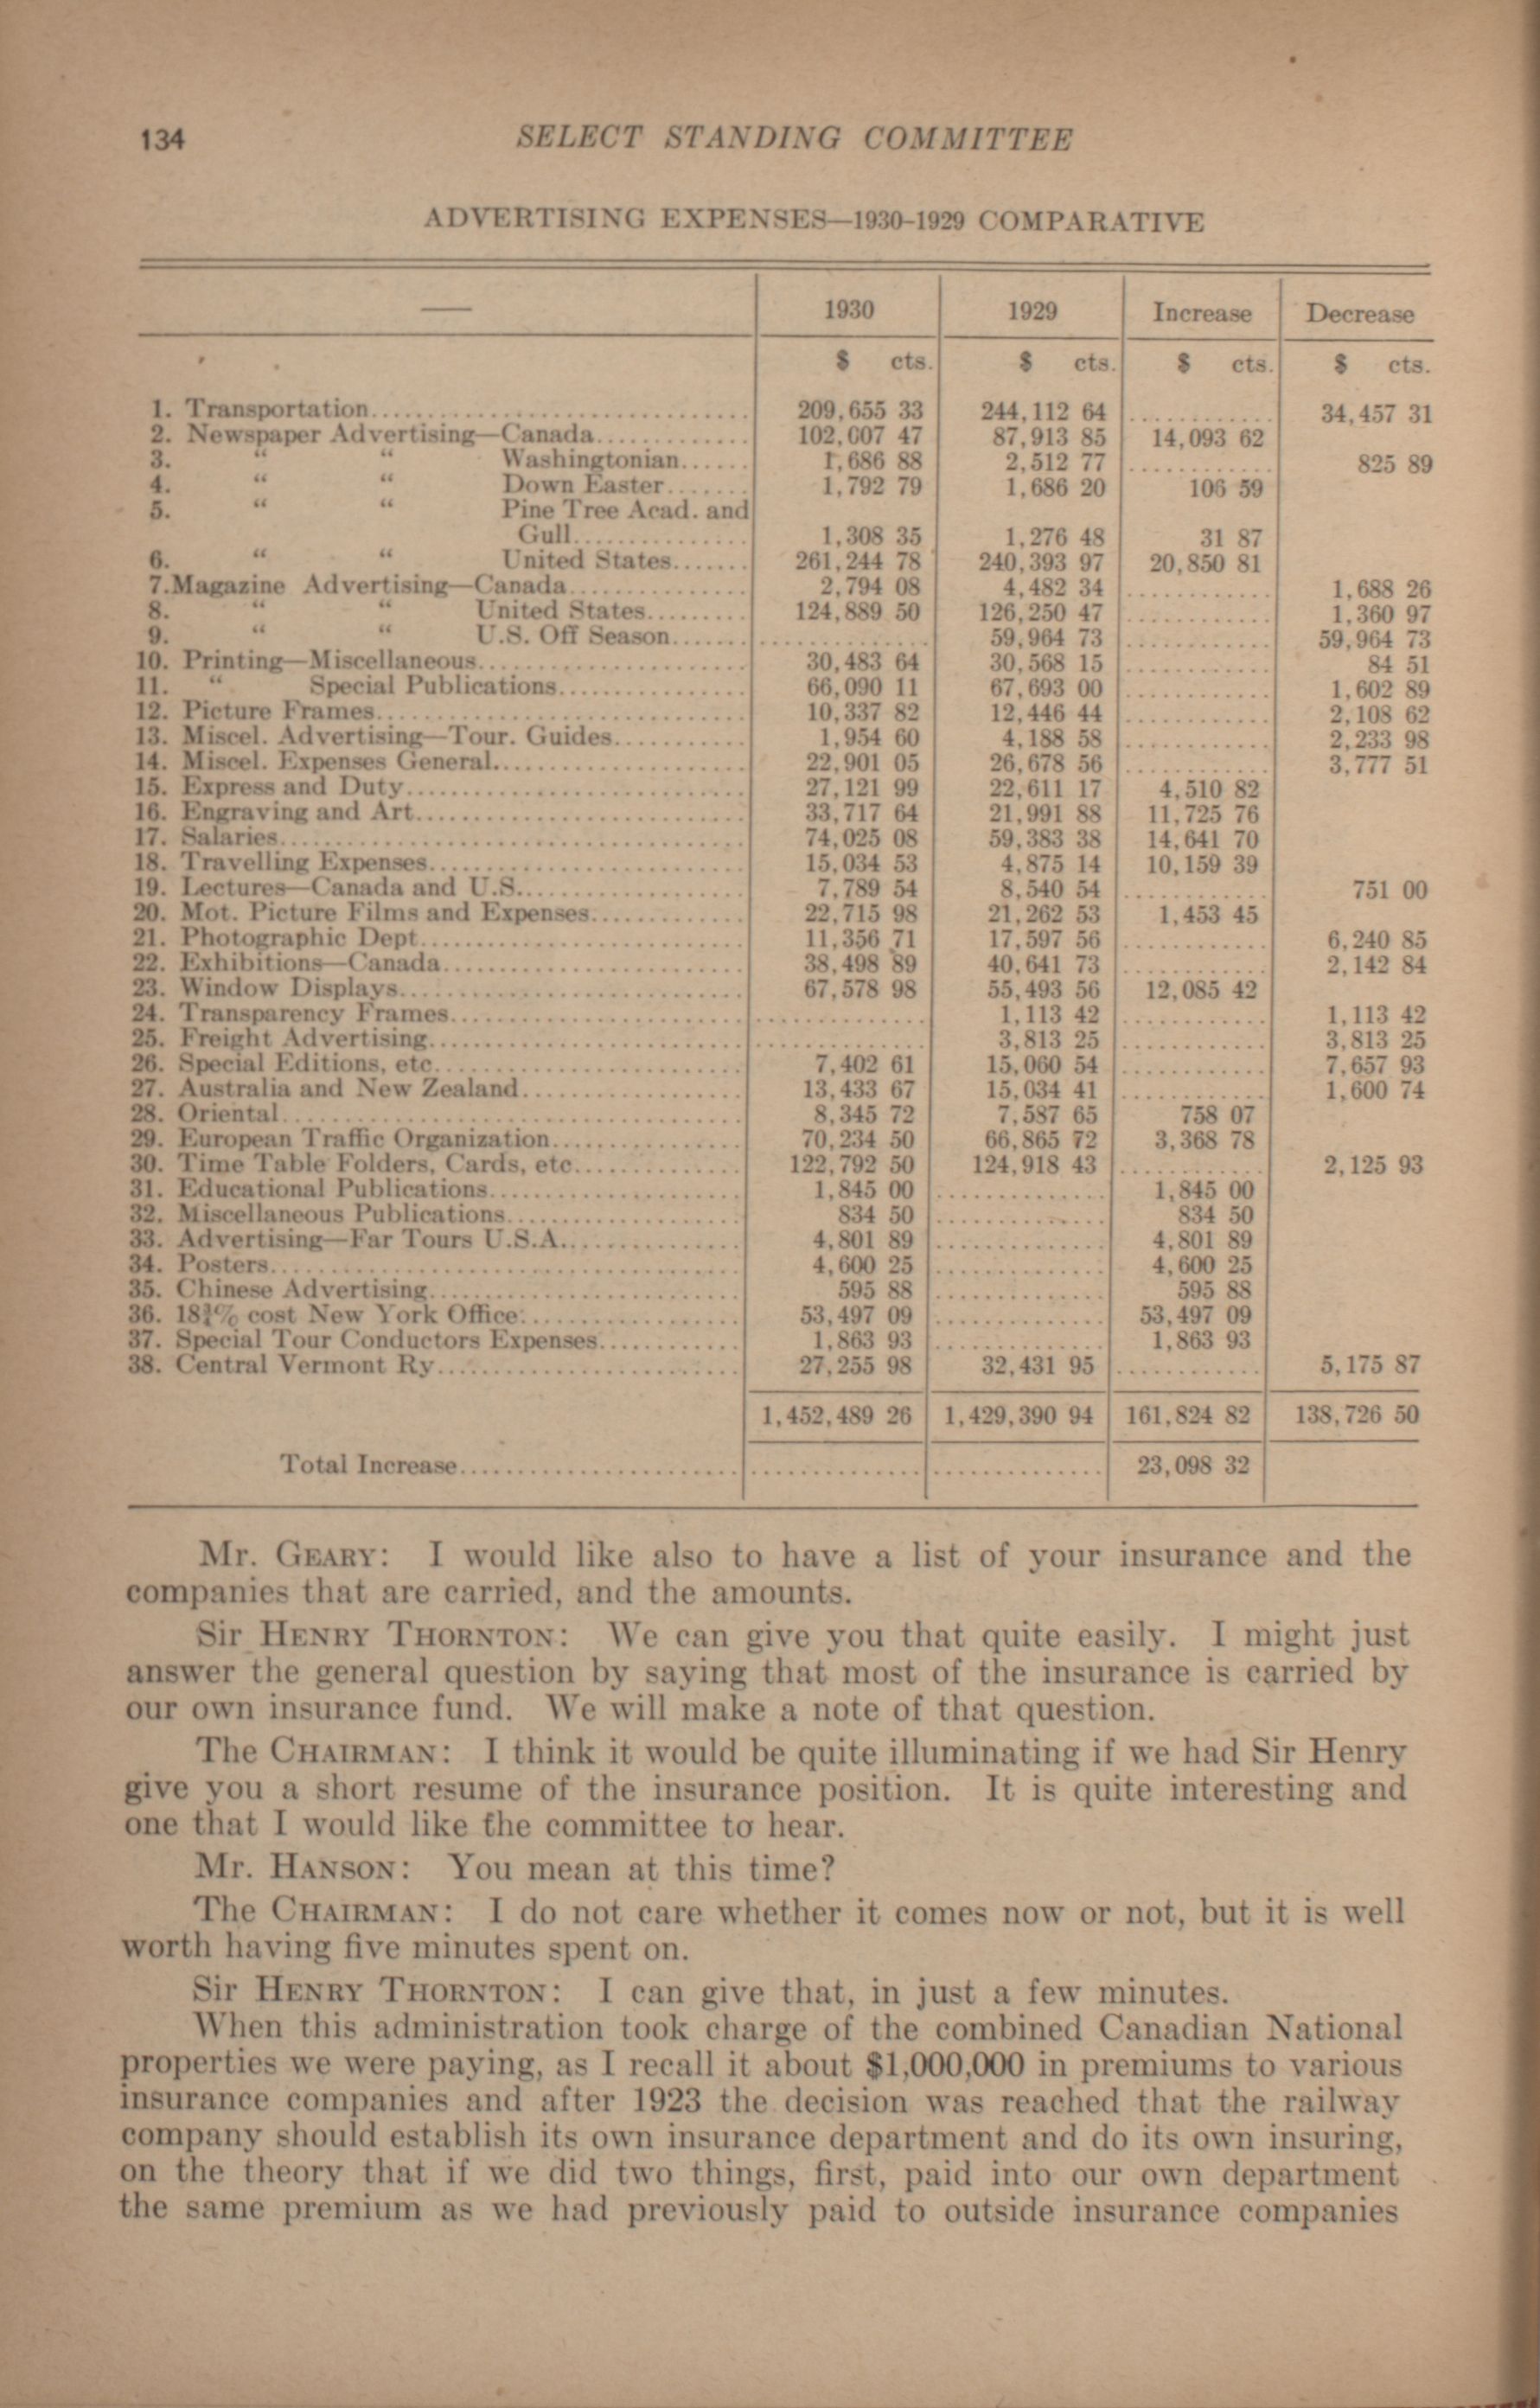 134 SELECT STANDING COMMITTEE
ADVERTISING EXPENSES—1930-1929 COMPARATIVE
— 1930 1929 Increase Decrease
$ cts. $ cts. $ cts. $ cts.
1. Transportation 209,655 33 244,112 64 34,457 31
2. Newspaper Advertising—Canada 102,007 47 87,913 85 14,093 62
3. “ “ Washingtonian 1,686 88 2,512 77 825 89
4. “ “ Down Easter 1,792 79 1,686 20 106 59
5. “ “ Pine Tree Acad. and
Gull 1,308 35 1,276 48 31 87
6. “ “ United States 261,244 78 240,393 97 20,850 81
7. Magazine Advertising—Canada 2,794 08 4,482 34 1,688 26
8. “ “ United States 124,889 50 126,250 47 1,360 97
9. “ “ U.S. Off Season 59,964 73 59,964 73
10. Printing—Miscellaneous 30,483 64 30,568 15 84 51
11. “ Special Publications 66,090 11 67,693 00 1,602 89
12. Picture Frames 10,337 82 12,446 44 2,108 62
13. Miscel. Advertising—Tour. Guides 1,954 60 4,188 58 2,233 98
14. Miscel. Expenses General 22,901 05 26,678 56 3,777 51
15. Express and Duty 27,121 99 22,611 17 4,510 82
16. Engraving and Art 33,717 64 21,991 88 11,725 76
17. Salaries 74,025 08 59,383 38 14,641 70
18. Travelling Expenses 15,034 53 4,875 14 10,159 39
19. Lectures—Canada and U.S. 7,789 54 8,540 54 751 00
20. Mot. Picture Films and Expenses 22,715 98 21,262 53 1,453 45
21. Photographic Dept. 11,356 71 17,597 56 6,240 85
22. Exhibitions—Canada 38,498 89 40,641 73 2,142 84
23. Window Displays 67,578 98 55,493 56 12,085 42
24. Transparency Frames 1,113 42 1,113 42
25. Freight Advertising 3,813 25 3,813 25
26. Special Editions, etc. 7,402 61 15,060 54 7,657 93
27. Australia and New Zealand 13,433 67 15,034 41 1,600 74
28. Oriental 8,345 72 7,587 65 758 07
29. European Traffic Organization 70,234 50 66,865 72 3,368 78
30. Time Table Folders, Cards, etc. 122,792 50 124,918 43 2,125 93
31. Educational Publications 1,845 00 1,845 00
32. Miscellaneous Publications 834 50 834 50
33. Advertising—Far Tours U.S.A. 4,801 89 4,801 89
34. Posters 4,600 25 4,600 25
35. Chinese Advertising 595 88 595 88
36. cost New York Office 53,497 09 53,497 09
37. Special Tour Conductors Expenses 1,863 93 1,863 93
38. Central Vermont Ry. 27,255 98 32,431 95 5,175 87
1,452,489 26 1,429,390 94 161,824 82 138,726 50
Total Increase 23,098 32
Mr. GEARY: I would like also to have a list of your insurance and the
companies that are carried, and the amounts.
Sir HENRY THORNTON: We can give you that quite easily. I might just
answer the general question by saying that most of the insurance is carried by
our own insurance fund. We will make a note of that question.
The CHAIRMAN: I think it would be quite illuminating if we had Sir Henry
give you a short resume of the insurance position. It is quite interesting and
one that I would like the committee to hear.
Mr. HANSON: You mean at this time?
The CHAIRMAN: I do not care whether it comes now or not, but it is well
worth having five minutes spent on.
Sir HENRY THORNTON: I can give that, in just a few minutes.
When this administration took charge of the combined Canadian National
properties we were paying, as I recall it about $1,000,000 in premiums to various
insurance companies and after 1923 the decision was reached that the railway
company should establish its own insurance department and do its own insuring,
on the theory that if we did two things, first, paid into our own department
the same premium as we had previously paid to outside insurance companies